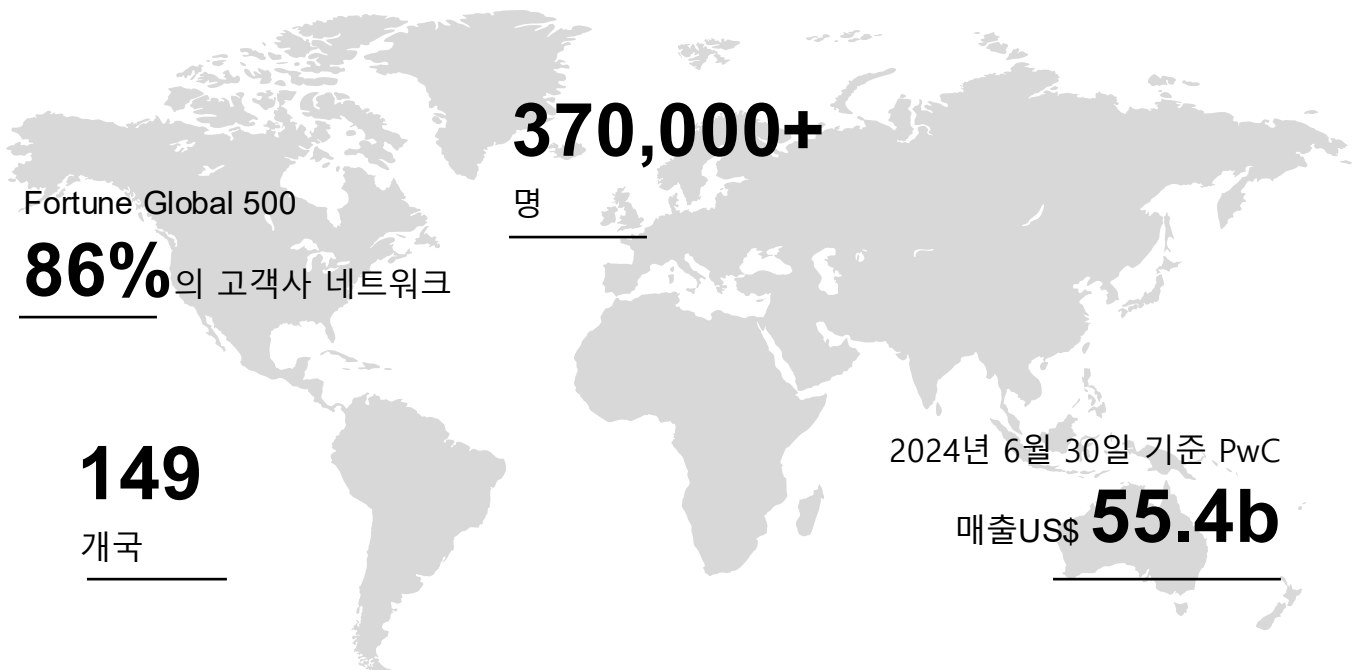 370,000+
명
Fortune Global 500
86%의 고객사 네트워크
149
개국
2024년 6월 30일 기준 PwC
매출US$ 55.4b